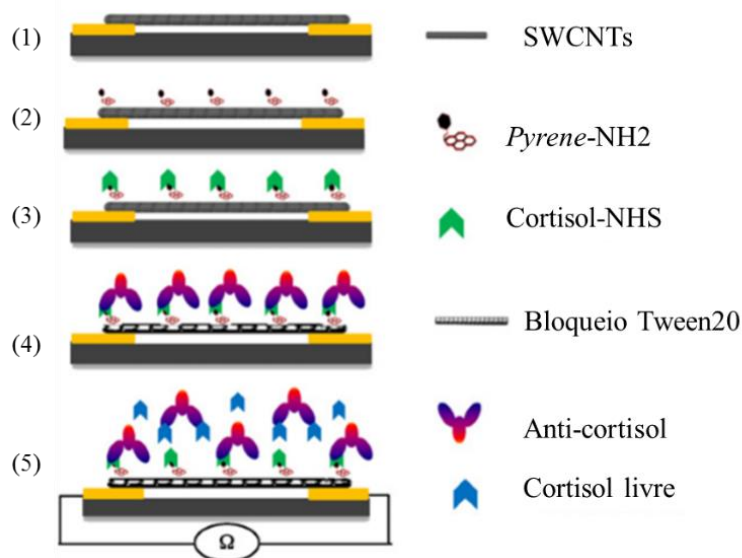 (1)
SWCNTs
(2)
Pyrene-NH2
(3)
Cortisol-NHS
(4)
Bloqueio Tween20
Anti-cortisol
(5)
Cortisol livre
Ω